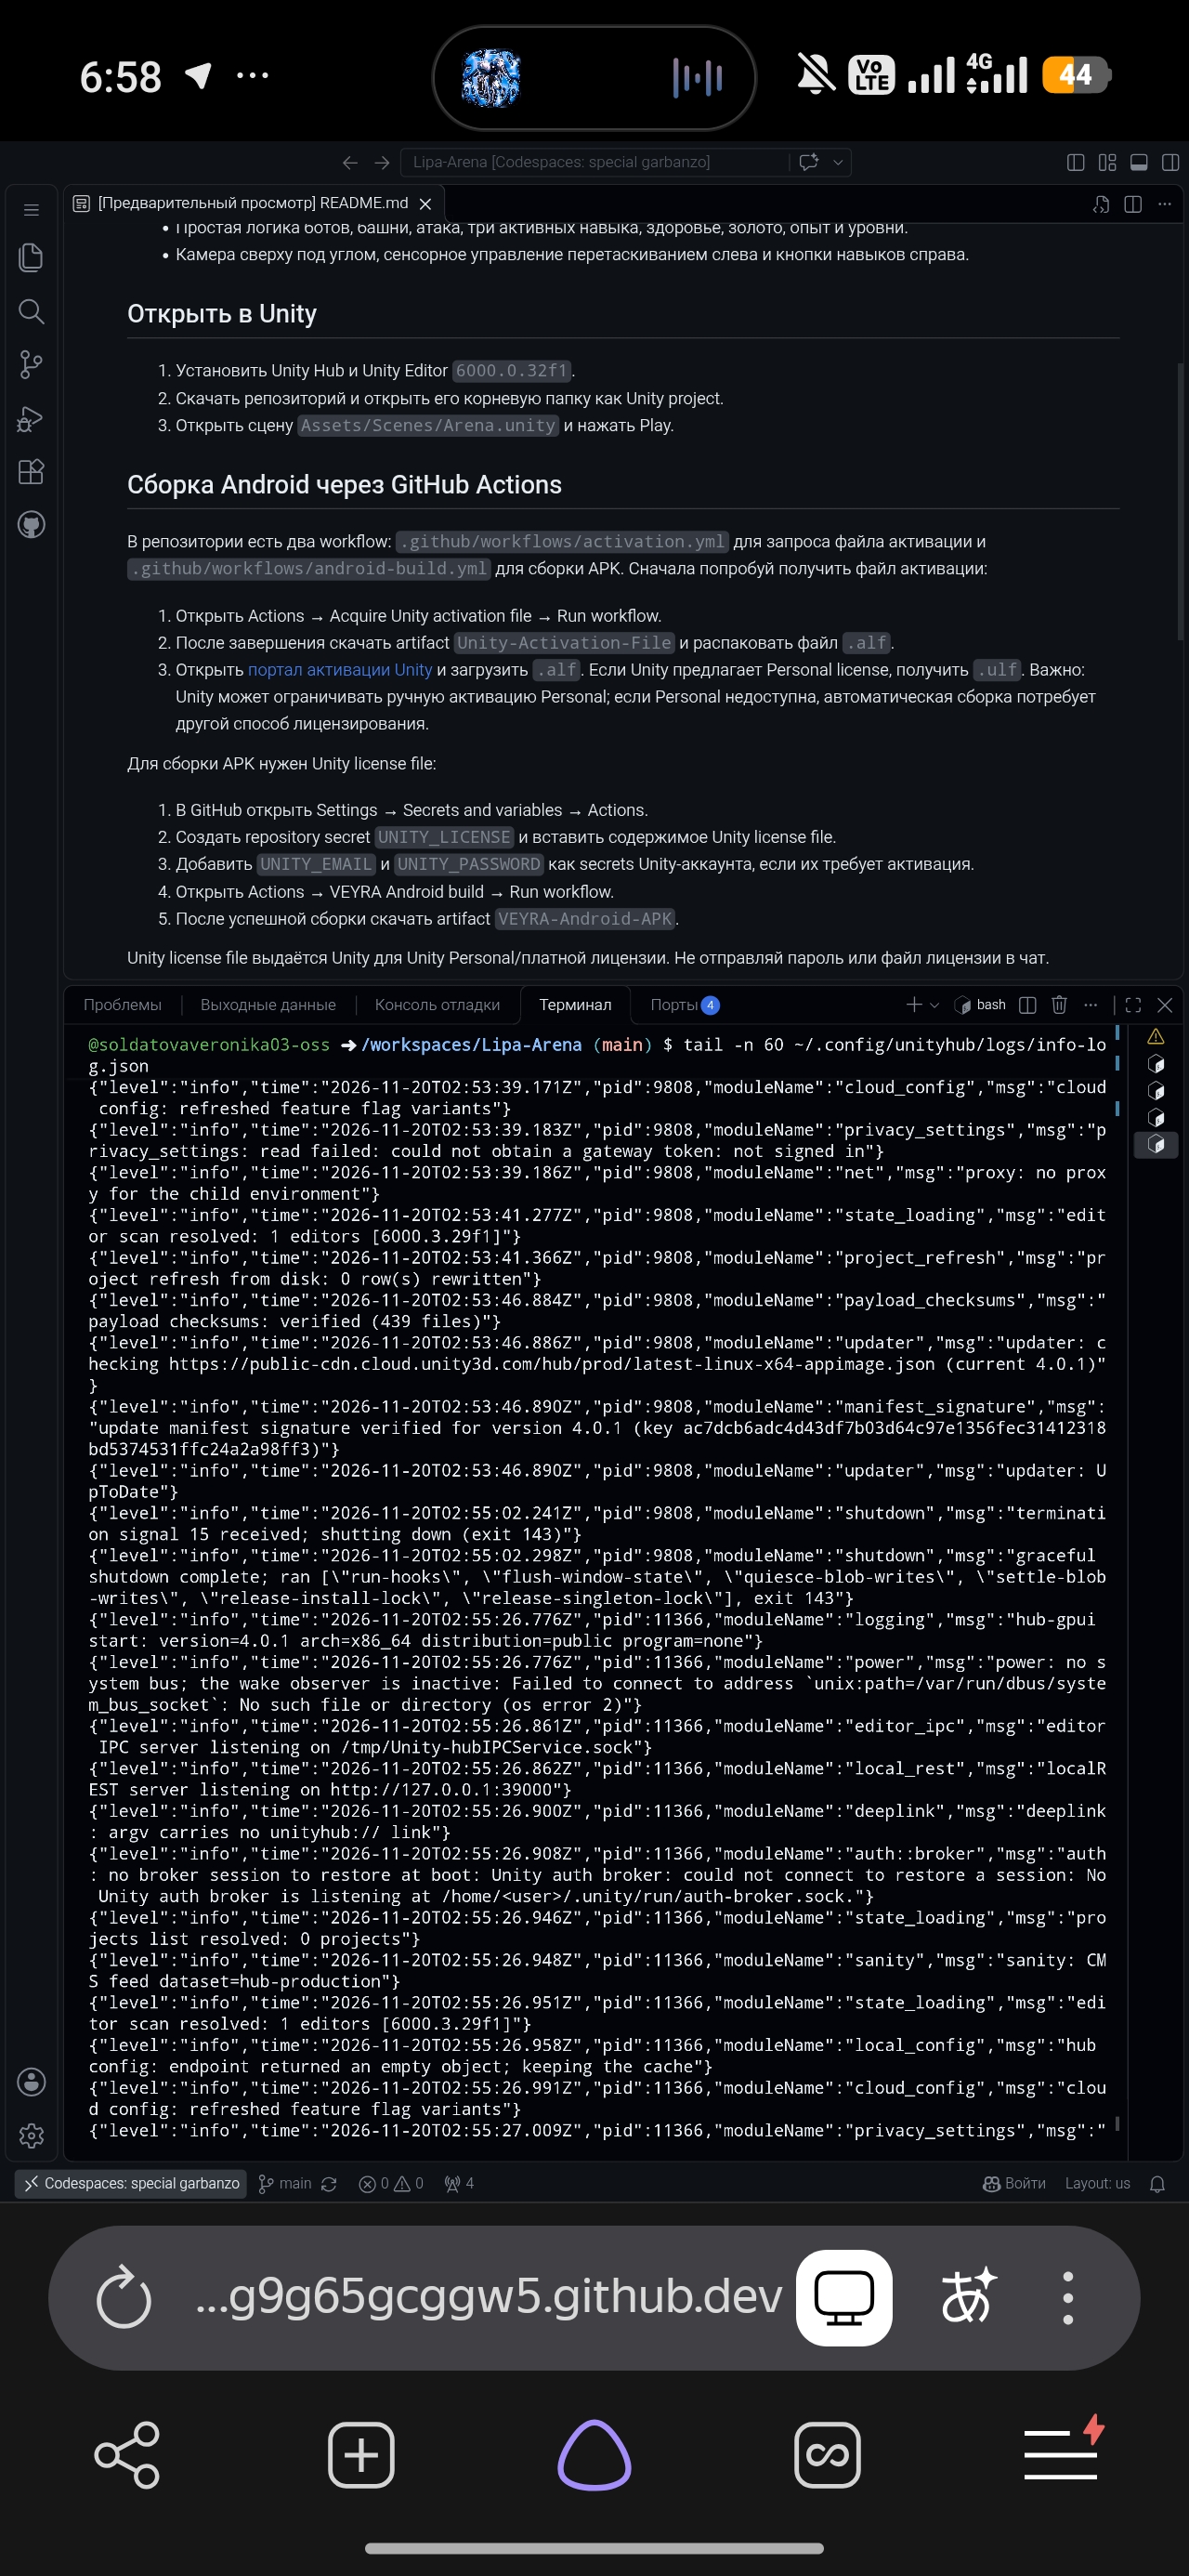 6:58
Vo LTE
4G
44
Lipa-Arena [Codespaces: special garbanzo]
[Предварительный просмотр] README.md
• Простая логика ботов, башни, атака, три активных навыка, здоровье, золото, опыт и уровни.
• Камера сверху под углом, сенсорное управление перетаскиванием слева и кнопки навыков справа.
Открыть в Unity
1. Установить Unity Hub и Unity Editor 6000.0.32f1.
2. Скачать репозиторий и открыть его корневую папку как Unity project.
3. Открыть сцену Assets/Scenes/Arena.unity и нажать Play.
Сборка Android через GitHub Actions
В репозитории есть два workflow: .github/workflows/activation.yml для запроса файла активации и
.github/workflows/android-build.yml для сборки APK. Сначала попробуй получить файл активации:
1. Открыть Actions → Acquire Unity activation file → Run workflow.
2. После завершения скачать artifact Unity-Activation-File и распаковать файл .alf.
3. Открыть портал активации Unity и загрузить .alf. Если Unity предлагает Personal license, получить .ulf. Важно:
Unity может ограничивать ручную активацию Personal; если Personal недоступна, автоматическая сборка потребует
другой способ лицензирования.
Для сборки APK нужен Unity license file:
1. В GitHub открыть Settings → Secrets and variables → Actions.
2. Создать repository secret UNITY_LICENSE и вставить содержимое Unity license file.
3. Добавить UNITY_EMAIL и UNITY_PASSWORD как secrets Unity-аккаунта, если их требует активация.
4. Открыть Actions → VEYRA Android build → Run workflow.
5. После успешной сборки скачать artifact VEYRA-Android-APK.
Unity license file выдаётся Unity для Unity Personal/платной лицензии. Не отправляй пароль или файл лицензии в чат.
Проблемы Выходные данные Консоль отладки Терминал Порты 4 bash
@soldatovaveronika03-oss ➜ /workspaces/Lipa-Arena (main) $ tail -n 60 ~/.config/unityhub/logs/info-lo
g.json
{"level":"info","time":"2026-11-20T02:53:39.171Z","pid":9808,"moduleName":"cloud_config","msg":"cloud
 config: refreshed feature flag variants"}
{"level":"info","time":"2026-11-20T02:53:39.183Z","pid":9808,"moduleName":"privacy_settings","msg":"p
rivacy_settings: read failed: could not obtain a gateway token: not signed in"}
{"level":"info","time":"2026-11-20T02:53:39.186Z","pid":9808,"moduleName":"net","msg":"proxy: no prox
y for the child environment"}
{"level":"info","time":"2026-11-20T02:53:41.277Z","pid":9808,"moduleName":"state_loading","msg":"edit
or scan resolved: 1 editors [6000.3.29f1]"}
{"level":"info","time":"2026-11-20T02:53:41.366Z","pid":9808,"moduleName":"project_refresh","msg":"pr
oject refresh from disk: 0 row(s) rewritten"}
{"level":"info","time":"2026-11-20T02:53:46.884Z","pid":9808,"moduleName":"payload_checksums","msg":"
payload checksums: verified (439 files)"}
{"level":"info","time":"2026-11-20T02:53:46.886Z","pid":9808,"moduleName":"updater","msg":"updater: c
hecking https://public-cdn.cloud.unity3d.com/hub/prod/latest-linux-x64-appimage.json (current 4.0.1)"
}
{"level":"info","time":"2026-11-20T02:53:46.890Z","pid":9808,"moduleName":"manifest_signature","msg":
"update manifest signature verified for version 4.0.1 (key ac7dcb6adc4d43df7b03d64c97e1356fec31412318
bd5374531ffc24a2a98ff3)"}
{"level":"info","time":"2026-11-20T02:53:46.890Z","pid":9808,"moduleName":"updater","msg":"updater: U
pToDate"}
{"level":"info","time":"2026-11-20T02:55:02.241Z","pid":9808,"moduleName":"shutdown","msg":"terminati
on signal 15 received; shutting down (exit 143)"}
{"level":"info","time":"2026-11-20T02:55:02.298Z","pid":9808,"moduleName":"shutdown","msg":"graceful
shutdown complete; ran [\"run-hooks\", \"flush-window-state\", \"quiesce-blob-writes\", \"settle-blob
-writes\", \"release-install-lock\", \"release-singleton-lock\"], exit 143"}
{"level":"info","time":"2026-11-20T02:55:26.776Z","pid":11366,"moduleName":"logging","msg":"hub-gpui
start: version=4.0.1 arch=x86_64 distribution=public program=none"}
{"level":"info","time":"2026-11-20T02:55:26.776Z","pid":11366,"moduleName":"power","msg":"power: no s
ystem bus; the wake observer is inactive: Failed to connect to address `unix:path=/var/run/dbus/syste
m_bus_socket`: No such file or directory (os error 2)"}
{"level":"info","time":"2026-11-20T02:55:26.861Z","pid":11366,"moduleName":"editor_ipc","msg":"editor
 IPC server listening on /tmp/Unity-hubIPCService.sock"}
{"level":"info","time":"2026-11-20T02:55:26.862Z","pid":11366,"moduleName":"local_rest","msg":"localR
EST server listening on http://127.0.0.1:39000"}
{"level":"info","time":"2026-11-20T02:55:26.900Z","pid":11366,"moduleName":"deeplink","msg":"deeplink
: argv carries no unityhub:// link"}
{"level":"info","time":"2026-11-20T02:55:26.908Z","pid":11366,"moduleName":"auth::broker","msg":"auth
: no broker session to restore at boot: Unity auth broker: could not connect to restore a session: No
 Unity auth broker is listening at /home/<user>/.unity/run/auth-broker.sock."}
{"level":"info","time":"2026-11-20T02:55:26.946Z","pid":11366,"moduleName":"state_loading","msg":"pro
jects list resolved: 0 projects"}
{"level":"info","time":"2026-11-20T02:55:26.948Z","pid":11366,"moduleName":"sanity","msg":"sanity: CM
S feed dataset=hub-production"}
{"level":"info","time":"2026-11-20T02:55:26.951Z","pid":11366,"moduleName":"state_loading","msg":"edi
tor scan resolved: 1 editors [6000.3.29f1]"}
{"level":"info","time":"2026-11-20T02:55:26.958Z","pid":11366,"moduleName":"local_config","msg":"hub
config: endpoint returned an empty object; keeping the cache"}
{"level":"info","time":"2026-11-20T02:55:26.991Z","pid":11366,"moduleName":"cloud_config","msg":"clou
d config: refreshed feature flag variants"}
{"level":"info","time":"2026-11-20T02:55:27.009Z","pid":11366,"moduleName":"privacy_settings","msg":"
Codespaces: special garbanzo main 0 0 4 Войти Layout: us
...g9g65gcggw5.github.dev
あ